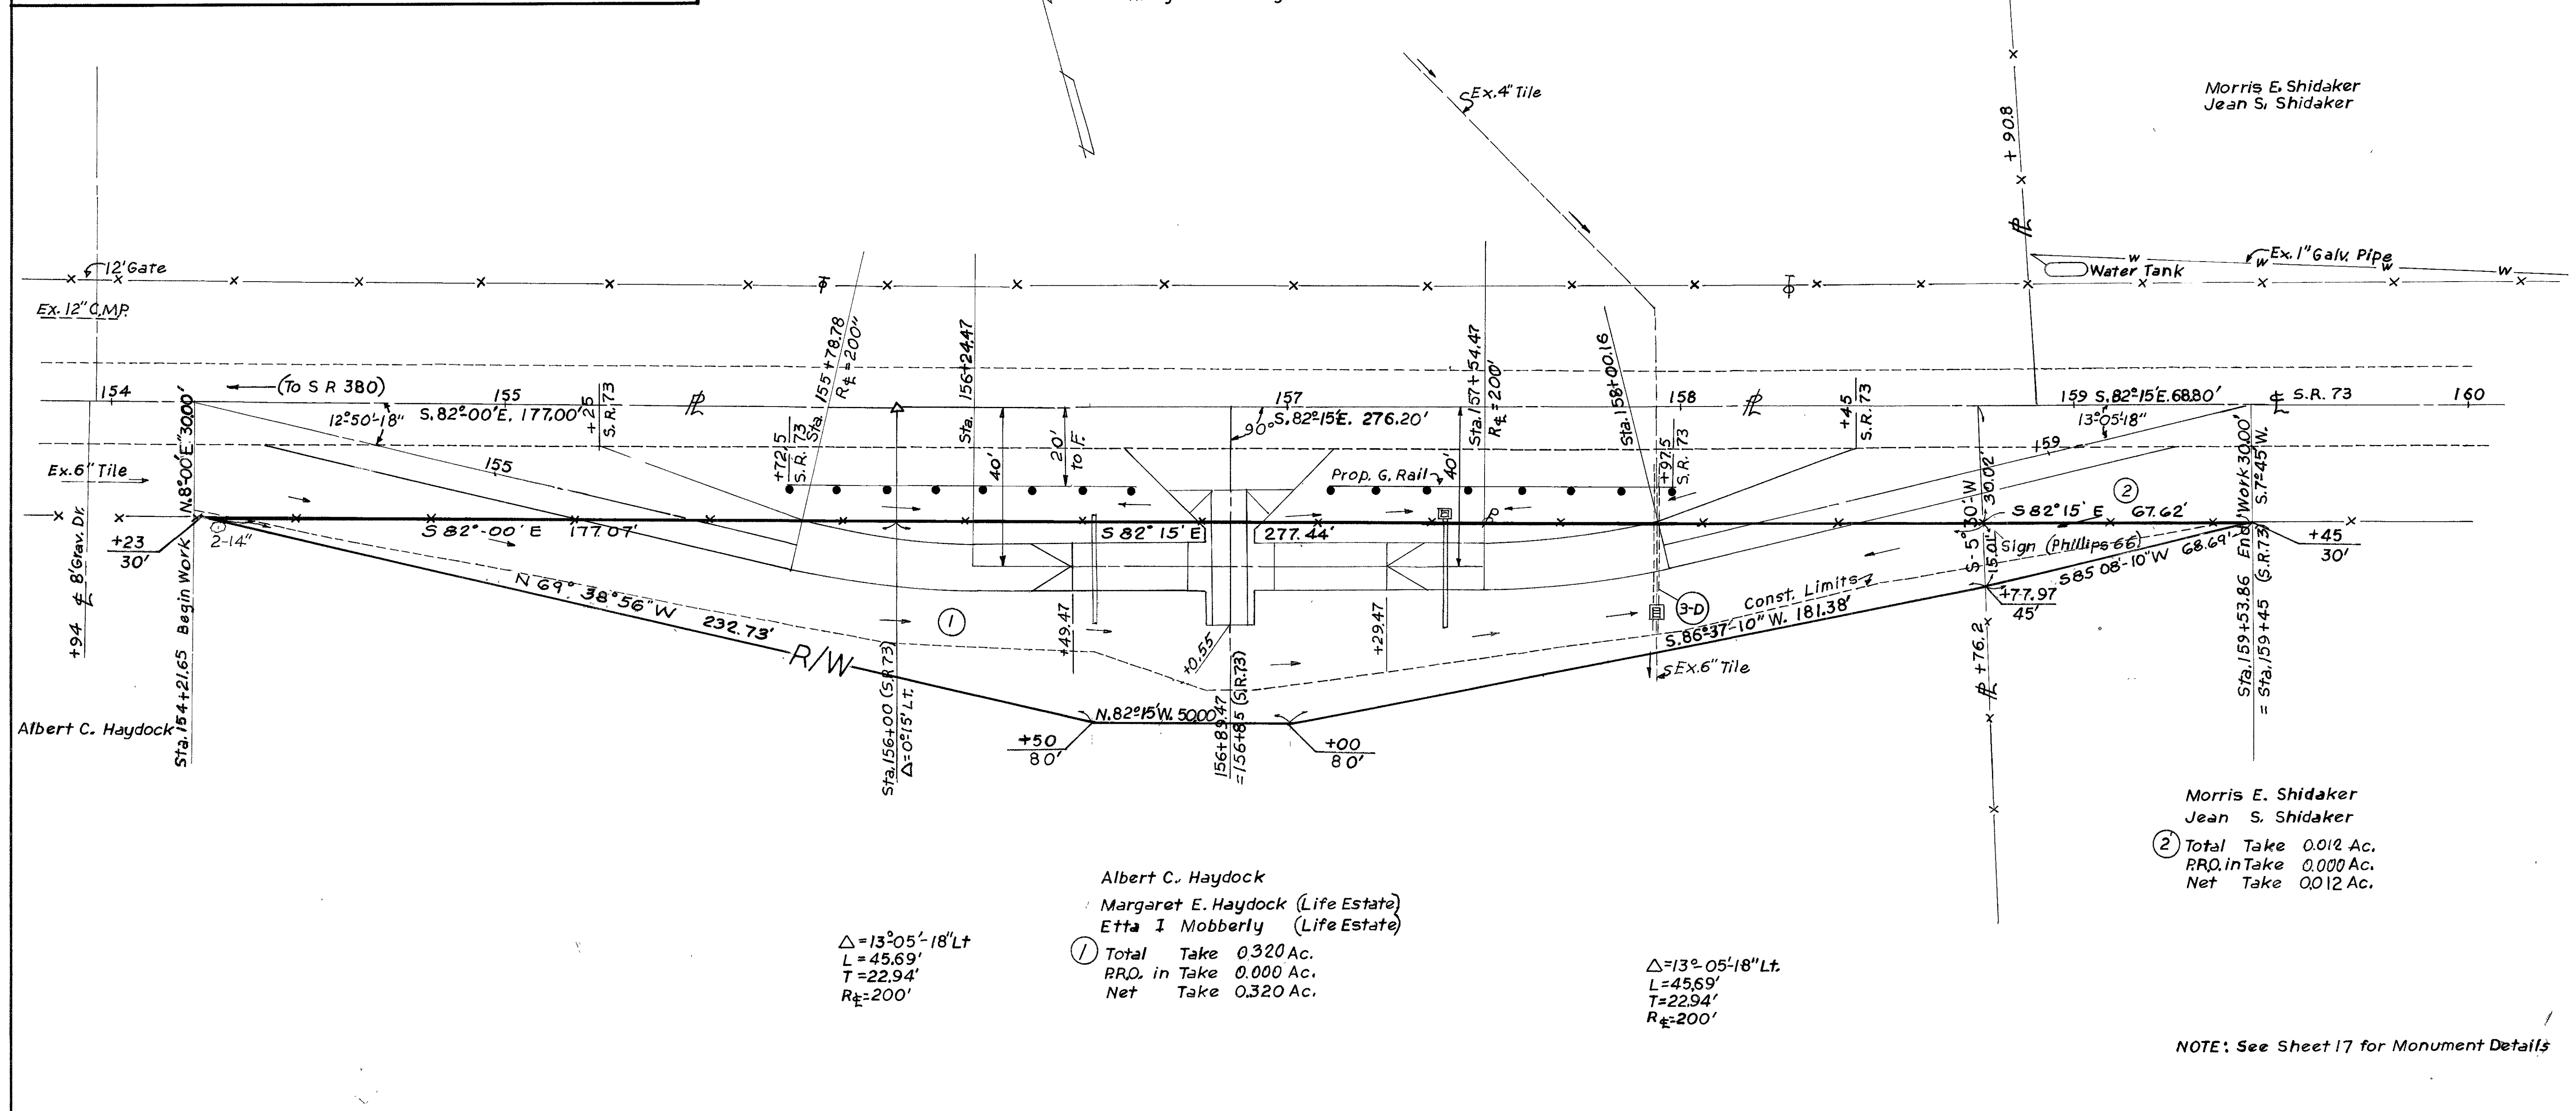 Morris E. Shidaker
Jean S. Shidaker
Ex. 4" Tile
+ 90.8
12' Gate
Ex. 12" C.M.P.
Ex. 1" Galv. Pipe
W W W W
Water Tank
154
(To S R 380)
155
12°-50'-18"
S. 82°-00' E. 177.00'
+25
S.R. 73
Sta. 155+78.78
R℄=200"
Sta. 156+24.47
157
S. 82°-15' E. 276.20'
90°
Sta. 157+54.47
R℄=200'
Sta. 158+00.16
158
+45
S.R. 73
159 S. 82°-15' E. 68.80'
13°-05'-18"
℄ S.R. 73
160
N. 8°-00' E. 30.00'
Ex. 6" Tile
155
+72.5
S.R. 73
40'
20'
to F.
Prop. G. Rail
40'
+97.5
S.R. 73
+59
30.02'
S-5°30'-W
15.01'
+23
30'
2-14"
S 82°-00' E 177.07'
S 82° 15' E
277.44'
S 82° 15' E 67.62'
Sign (Phillips 66)
S 85 08'-10" W 68.69'
+45
30'
+94 ℄ 8' Grav. Dr.
Sta. 154+21.65 Begin Work
N 69° 38' 56" W 232.73'
R/W
1
+49.47
+0.55
+29.47
3-D
Const. Limits
S. 86°-37'-10" W. 181.38'
Ex. 6" Tile
+77.97
45'
+76.2
2
End Work 30.00'
S. 7°45' W.
Sta. 159+53.86
= Sta. 159+45 (S.R. 73)
Albert C. Haydock
Sta. 156+00 (S.R. 73)
Δ=0°-15' Lt.
N. 82°15' W. 50.00'
156+89.47
=156+85 (S.R. 73)
+50
80'
+00
80'
Morris E. Shidaker
Jean S. Shidaker
2 Total Take 0.012 Ac.
P.R.O. in Take 0.000 Ac.
Net Take 0.012 Ac.
Albert C. Haydock
Margaret E. Haydock (Life Estate)
Etta I Mobberly (Life Estate)
1 Total Take 0.320 Ac.
P.R.O. in Take 0.000 Ac.
Net Take 0.320 Ac.
Δ=13°-05'-18" Lt
L=45.69'
T=22.94'
R℄=200'
Δ=13°-05'-18" Lt.
L=45.69'
T=22.94'
R℄=200'
NOTE: See Sheet 17 for Monument Details